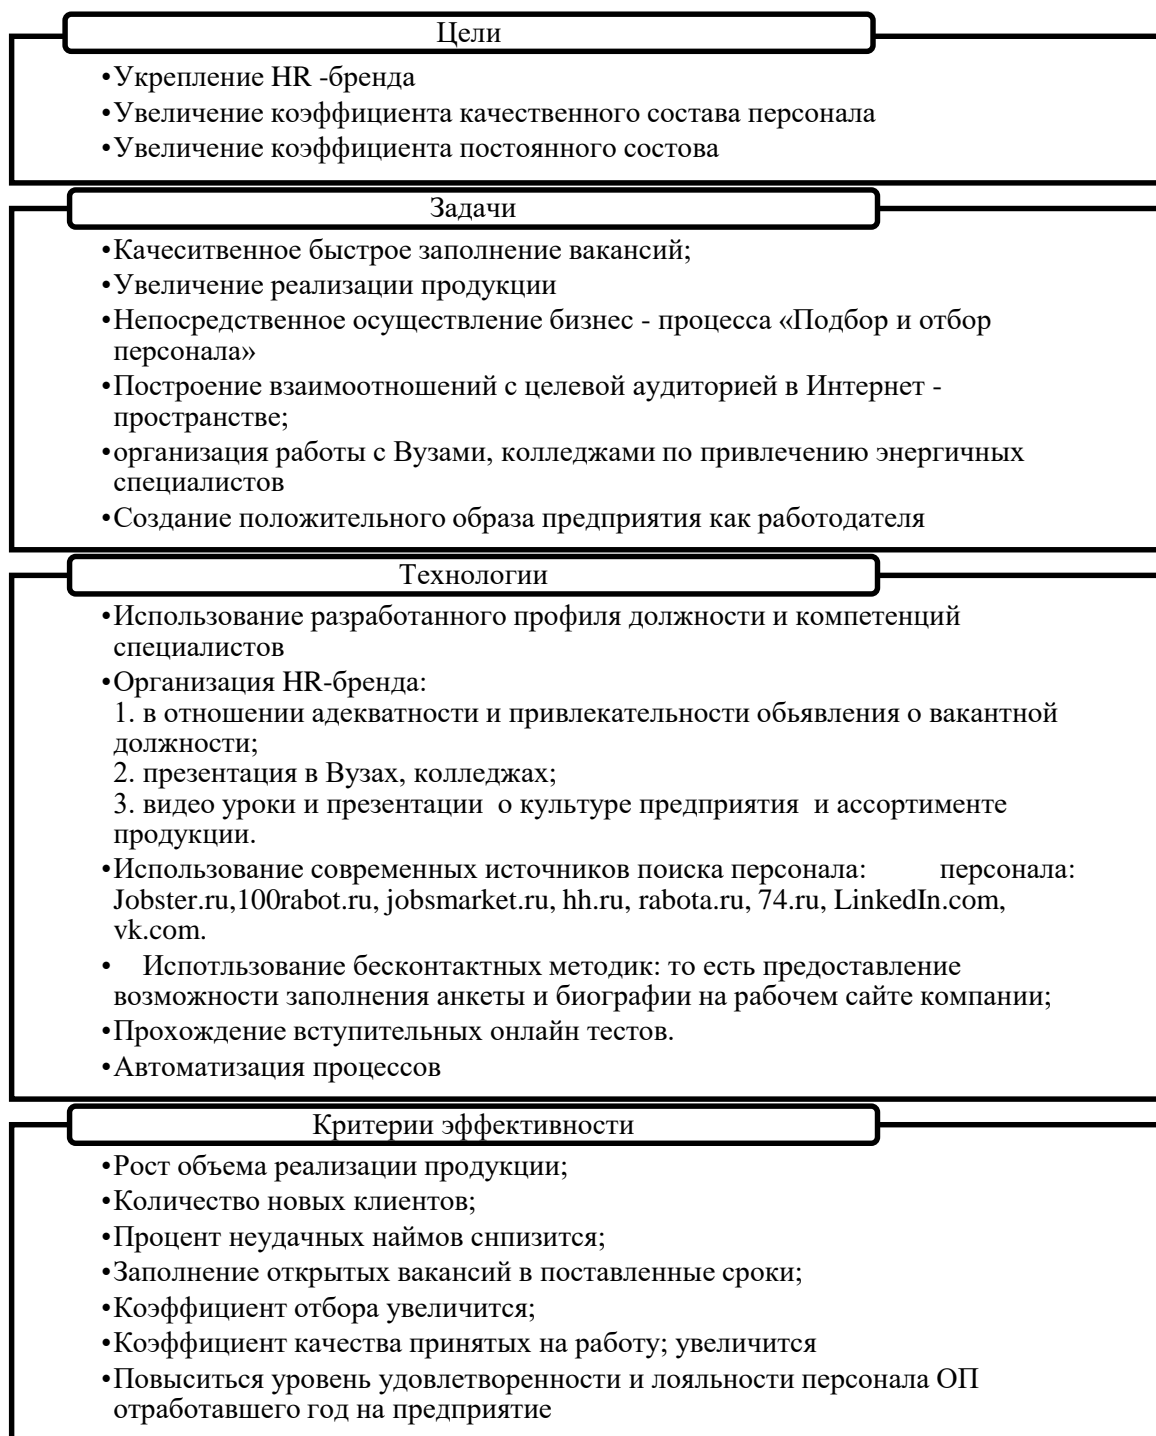 Цели
•Укрепление HR -бренда
•Увеличение коэффициента качественного состава персонала
•Увеличение коэффициента постоянного состова
Задачи
•Качеситвенное быстрое заполнение вакансий;
•Увеличение реализации продукции
•Непосредственное осуществление бизнес - процесса «Подбор и отбор
персонала»
•Построение взаимоотношений с целевой аудиторией в Интернет -
пространстве;
•организация работы с Вузами, колледжами по привлечению энергичных
специалистов
•Создание положительного образа предприятия как работодателя
Технологии
•Использование разработанного профиля должности и компетенций
специалистов
•Организация HR-бренда:
1. в отношении адекватности и привлекательности обьявления о вакантной
должности;
2. презентация в Вузах, колледжах;
3. видео уроки и презентации  о культуре предприятия  и ассортименте
продукции.
•Использование современных источников поиска персонала: персонала:
Jobster.ru,100rabot.ru, jobsmarket.ru, hh.ru, rabota.ru, 74.ru, LinkedIn.com,
vk.com.
• Испотльзование бесконтактных методик: то есть предоставление
возможности заполнения анкеты и биографии на рабочем сайте компании;
•Прохождение вступительных онлайн тестов.
•Автоматизация процессов
Критерии эффективности
•Рост объема реализации продукции;
•Количество новых клиентов;
•Процент неудачных наймов снпизится;
•Заполнение открытых вакансий в поставленные сроки;
•Коэффициент отбора увеличится;
•Коэффициент качества принятых на работу; увеличится
•Повыситься уровень удовлетворенности и лояльности персонала ОП
отработавшего год на предприятие